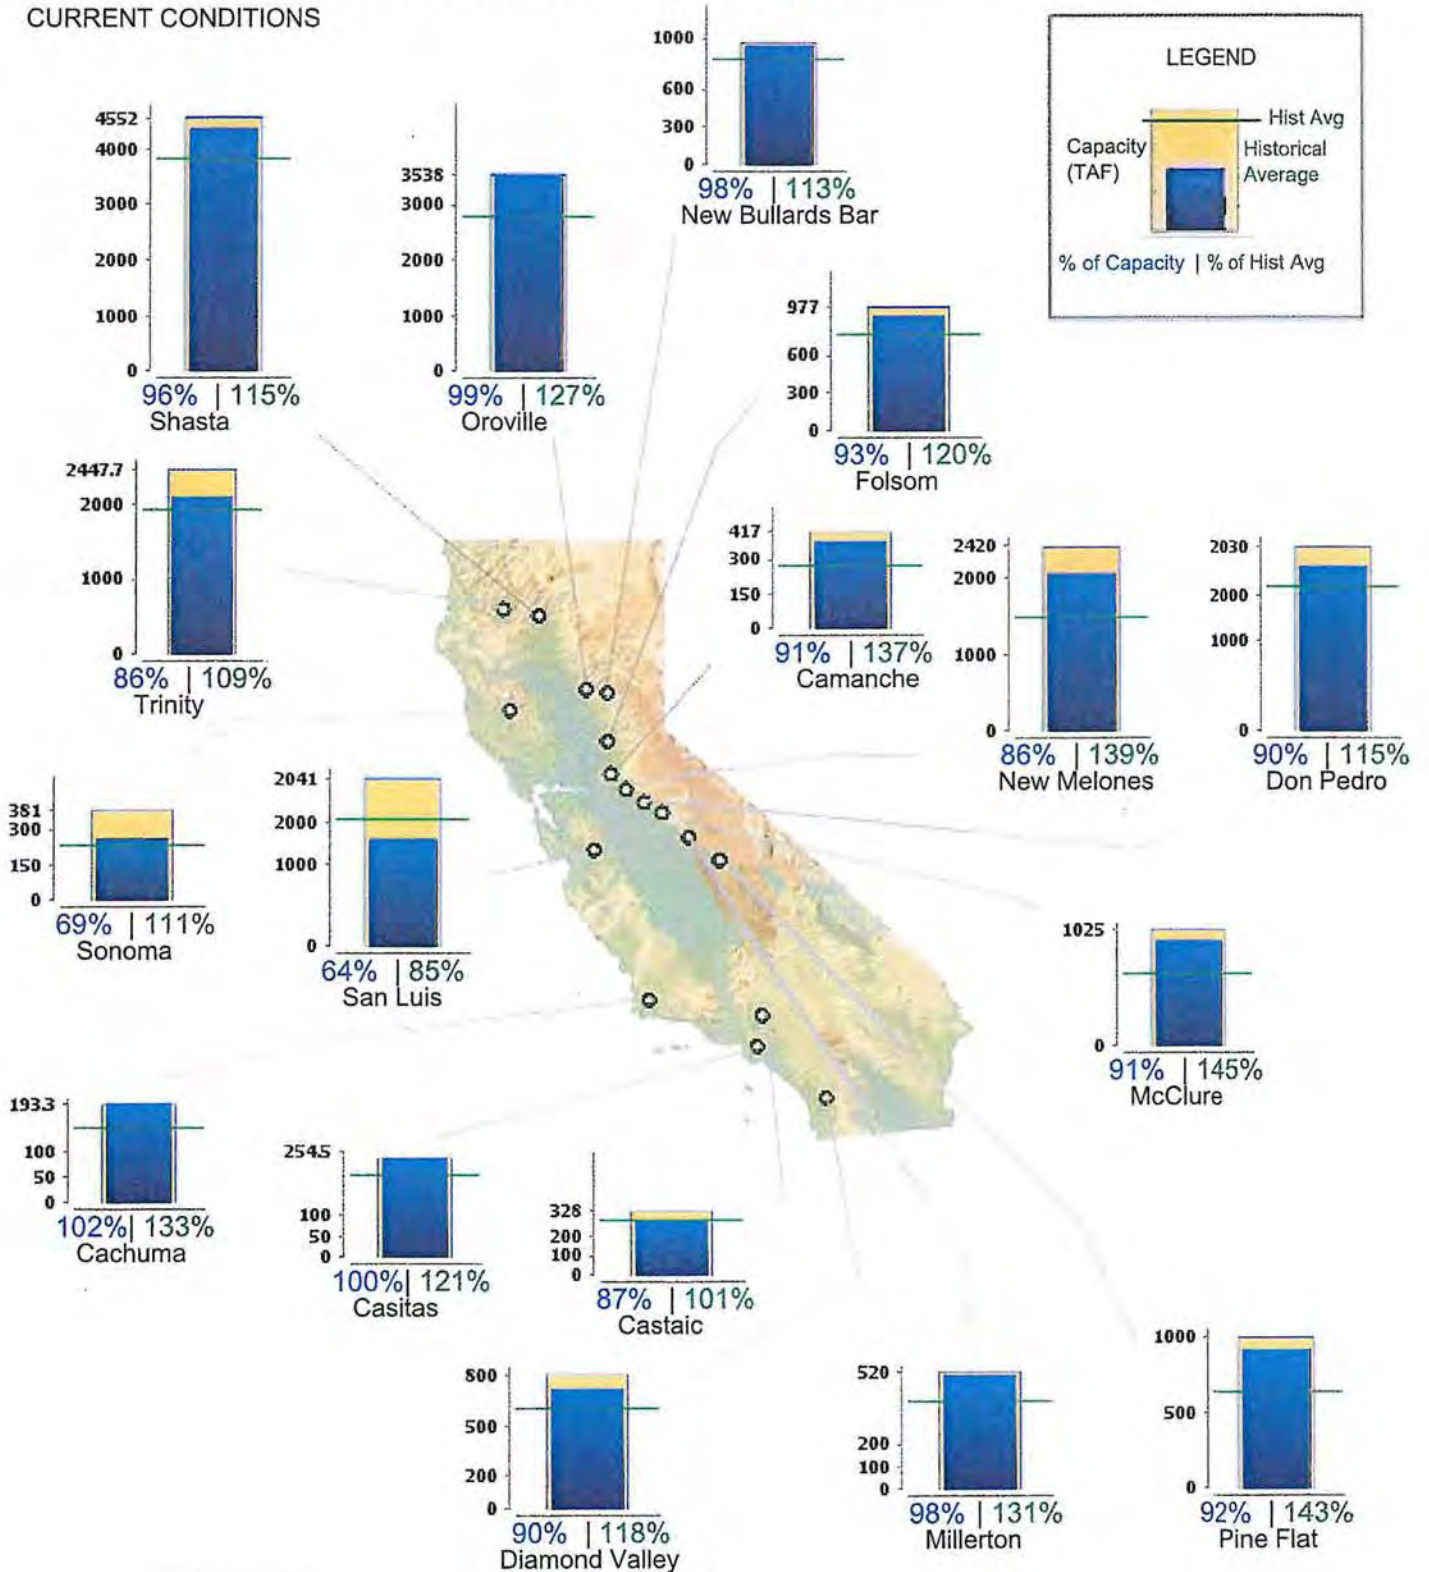 CURRENT CONDITIONS
1000
600
300
0
98% | 113%
New Bullards Bar
LEGEND
Hist Avg
Capacity
(TAF)
Historical
Average
% of Capacity | % of Hist Avg
4552
4000
3000
2000
1000
0
96% | 115%
Shasta
3538
3000
2000
1000
0
99% | 127%
Oroville
977
600
300
0
93% | 120%
Folsom
2447.7
2000
1000
0
86% | 109%
Trinity
417
300
150
0
91% | 137%
Camanche
2420
2000
1000
0
86% | 139%
New Melones
2030
2000
1000
0
90% | 115%
Don Pedro
381
300
150
0
69% | 111%
Sonoma
2041
2000
1000
0
64% | 85%
San Luis
1025
0
91% | 145%
McClure
193.3
100
50
0
102% | 133%
Cachuma
254.5
100
50
0
100% | 121%
Casitas
328
200
100
0
87% | 101%
Castaic
800
500
200
0
90% | 118%
Diamond Valley
520
200
100
0
98% | 131%
Millerton
1000
500
0
92% | 143%
Pine Flat